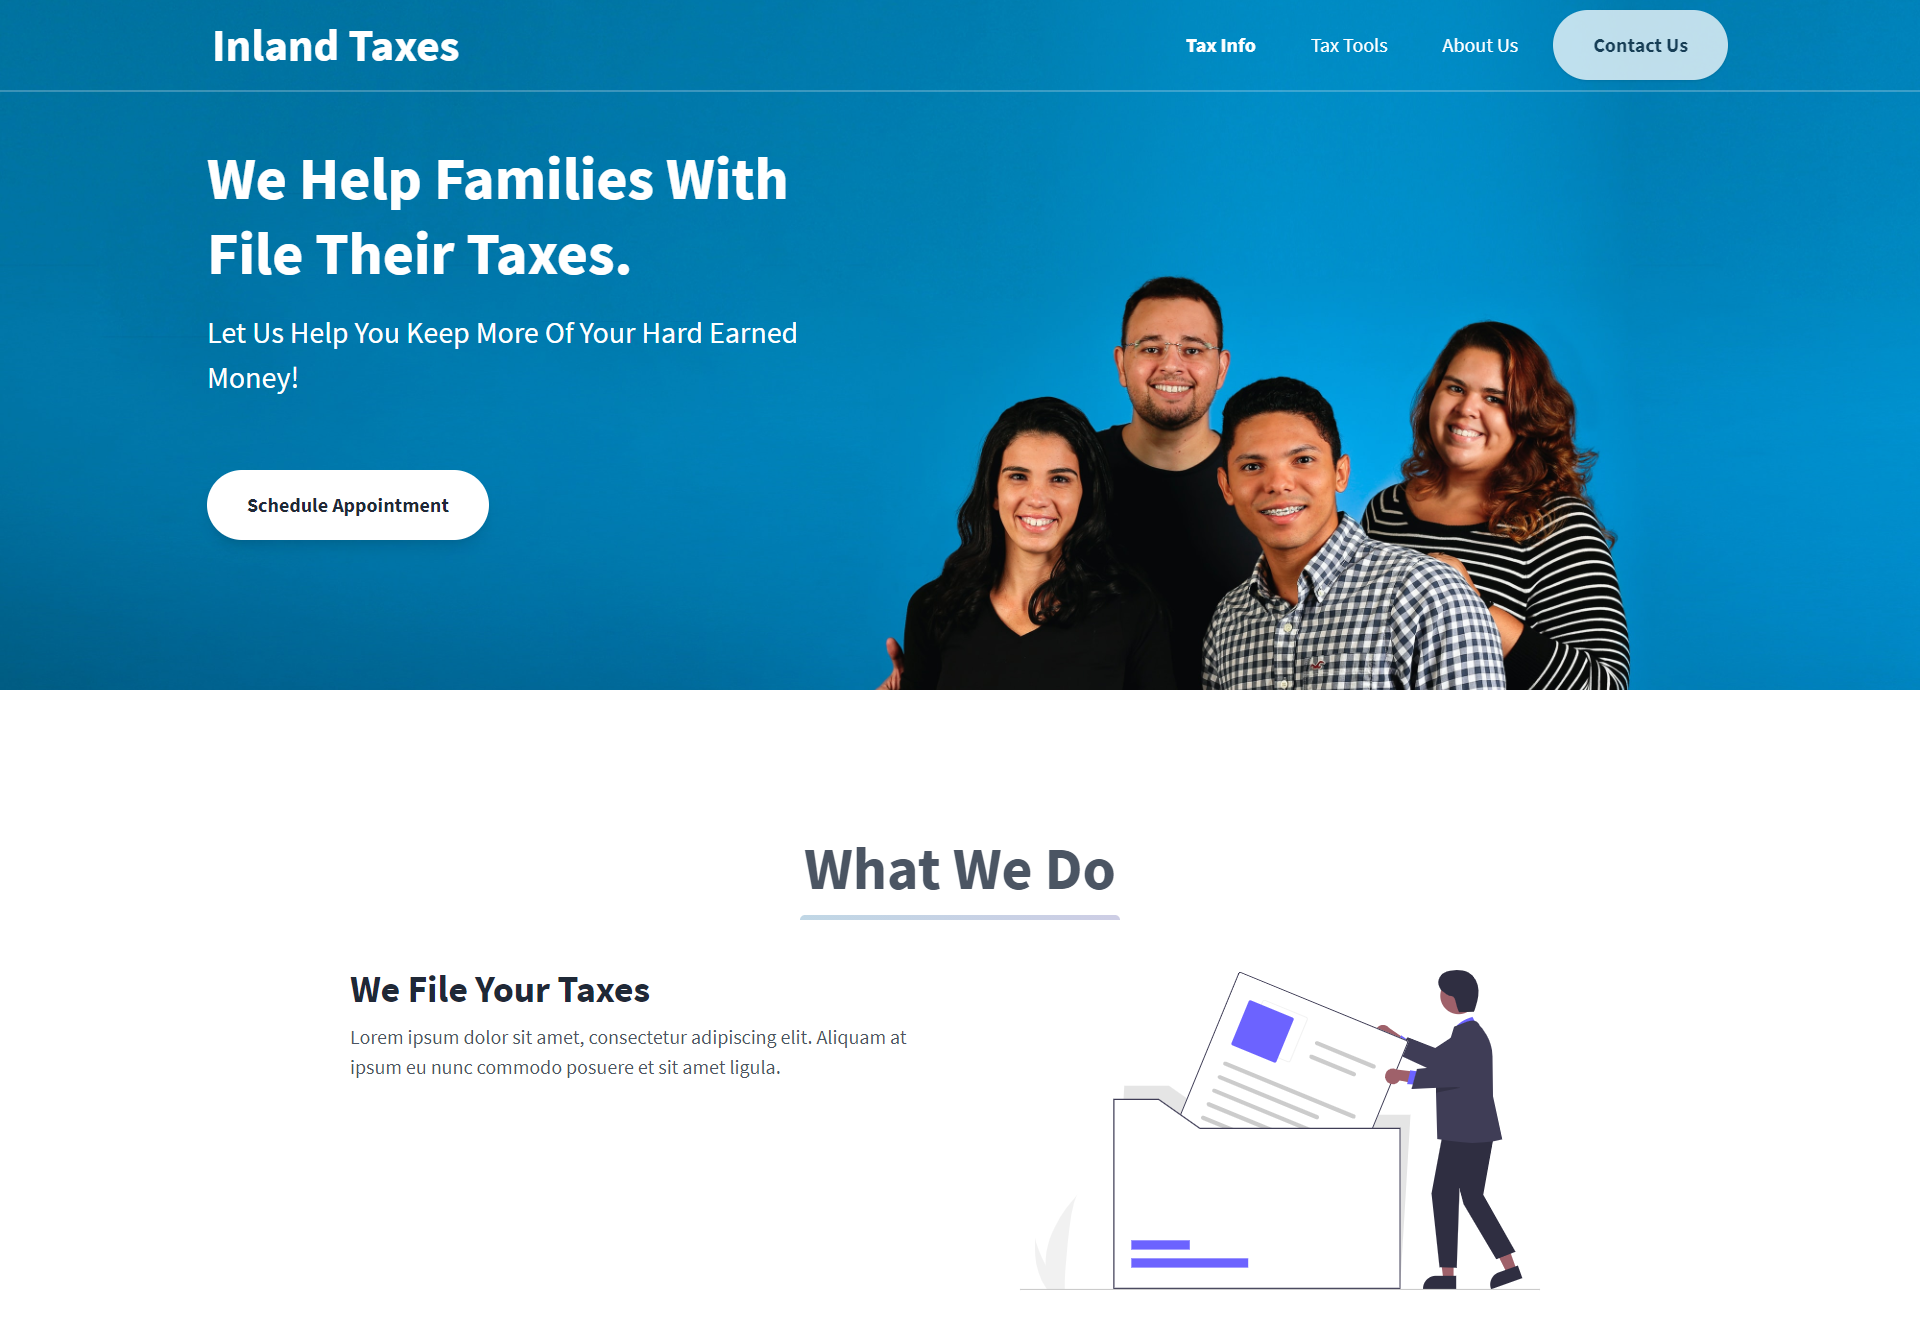 Inland Taxes
Tax Info
Tax Tools
About Us
Contact Us
We Help Families With
File Their Taxes.
Let Us Help You Keep More Of Your Hard Earned
Money!
Schedule Appointment
What We Do
We File Your Taxes
Lorem ipsum dolor sit amet, consectetur adipiscing elit. Aliquam at
ipsum eu nunc commodo posuere et sit amet ligula.